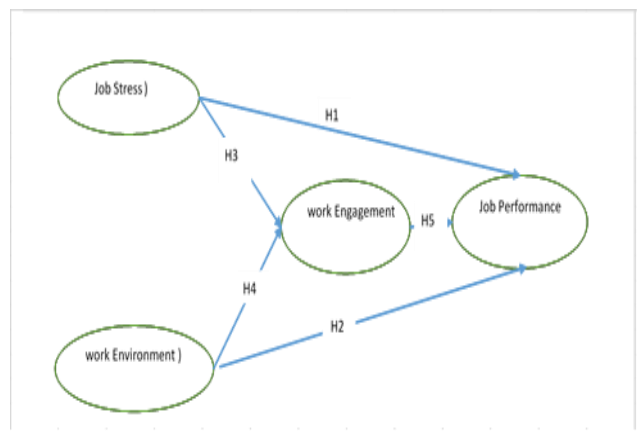 Job Stress )
H1
H3
work Engagement
H5
Job Performance
H4
H2
work Environment )